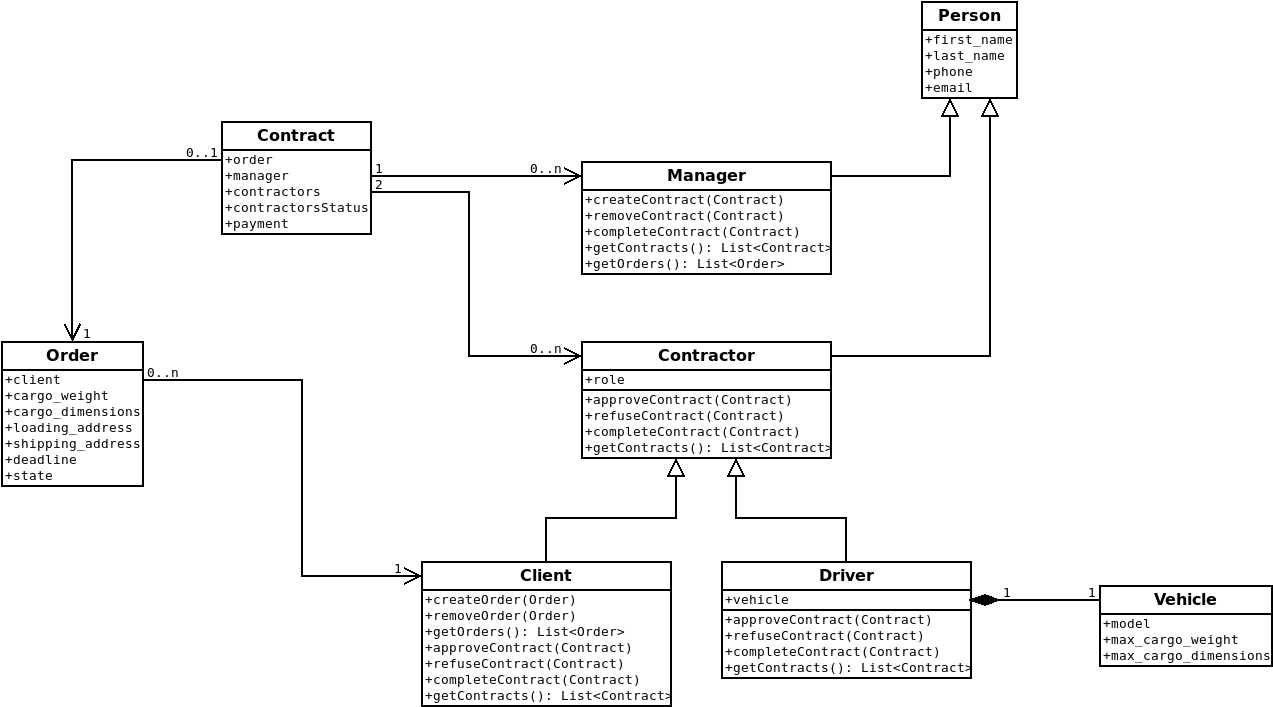 Person
+first_name
+last_name
+phone
+email
Contract
+order
+manager
+contractors
+contractorsStatus
+payment
0..1
1
2
0..n
Manager
+createContract(Contract)
+removeContract(Contract)
+completeContract(Contract)
+getContracts(): List<Contract>
+getOrders(): List<Order>
1
Order
+client
+cargo_weight
+cargo_dimensions
+loading_address
+shipping_address
+deadline
+state
0..n
0..n
Contractor
+role
+approveContract(Contract)
+refuseContract(Contract)
+completeContract(Contract)
+getContracts(): List<Contract>
1
Client
+createOrder(Order)
+removeOrder(Order)
+getOrders(): List<Order>
+approveContract(Contract)
+refuseContract(Contract)
+completeContract(Contract)
+getContracts(): List<Contract>
Driver
+vehicle
+approveContract(Contract)
+refuseContract(Contract)
+completeContract(Contract)
+getContracts(): List<Contract>
1
1
Vehicle
+model
+max_cargo_weight
+max_cargo_dimensions